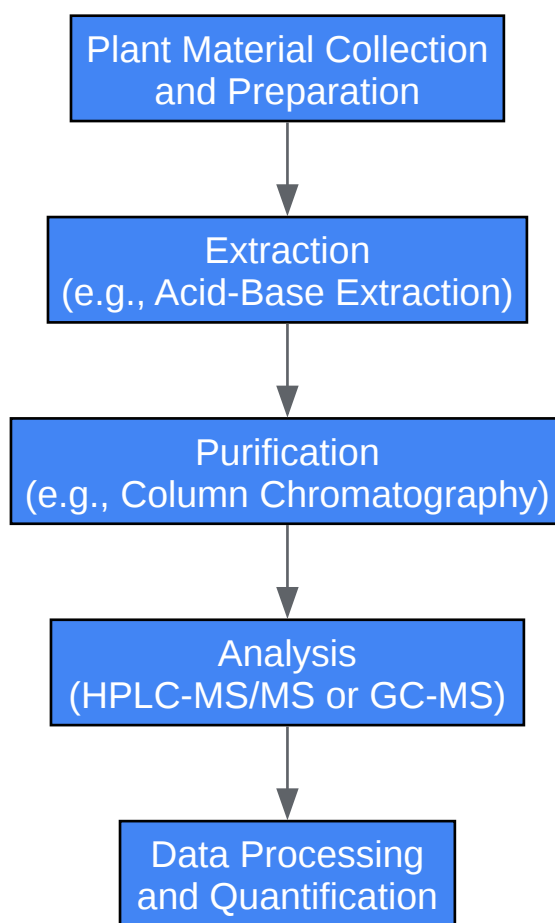 Plant Material Collection
and Preparation
Extraction
(e.g., Acid-Base Extraction)
Purification
(e.g., Column Chromatography)
Analysis
(HPLC-MS/MS or GC-MS)
Data Processing
and Quantification